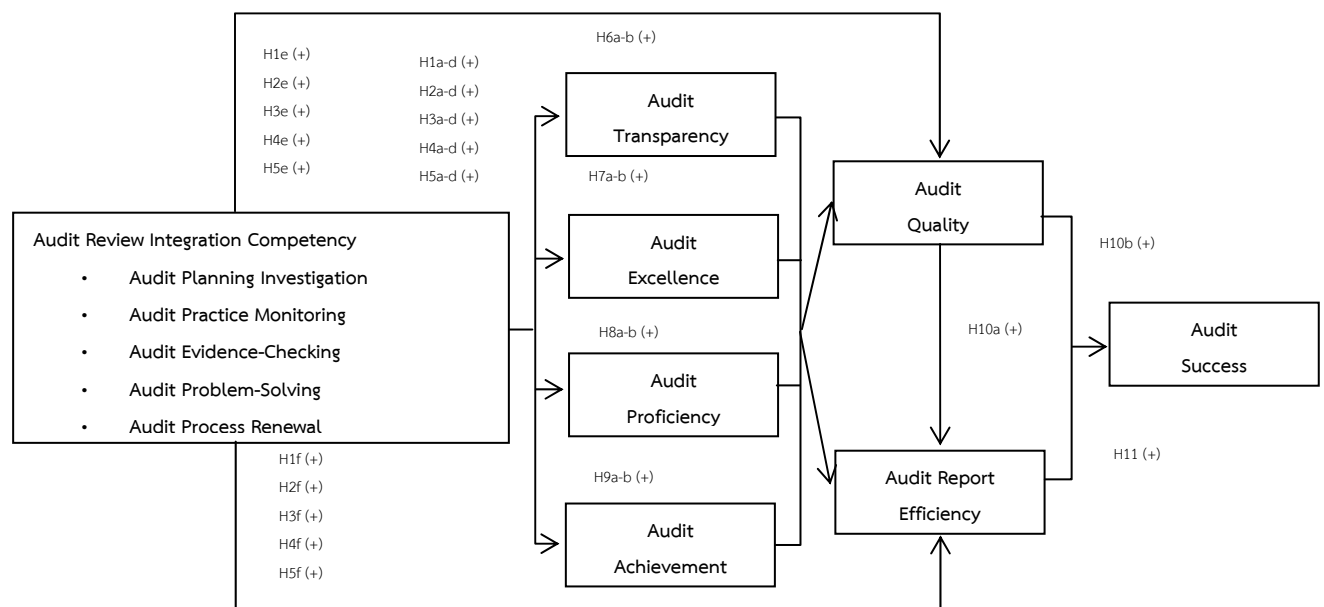 H6a-b (+)
H1e (+)
H2e (+)
H3e (+)
H4e (+)
H5e (+)
H1a-d (+)
H2a-d (+)
H3a-d (+)
H4a-d (+)
H5a-d (+)
Audit
Transparency
H7a-b (+)
Audit
Quality
Audit Review Integration Competency
• Audit Planning Investigation
• Audit Practice Monitoring
• Audit Evidence-Checking
• Audit Problem-Solving
• Audit Process Renewal
Audit
Excellence
H10b (+)
H8a-b (+)
H10a (+)
Audit
Success
Audit
Proficiency
H1f (+)
H2f (+)
H3f (+)
H4f (+)
H5f (+)
H9a-b (+)
Audit Report
Efficiency
H11 (+)
Audit
Achievement